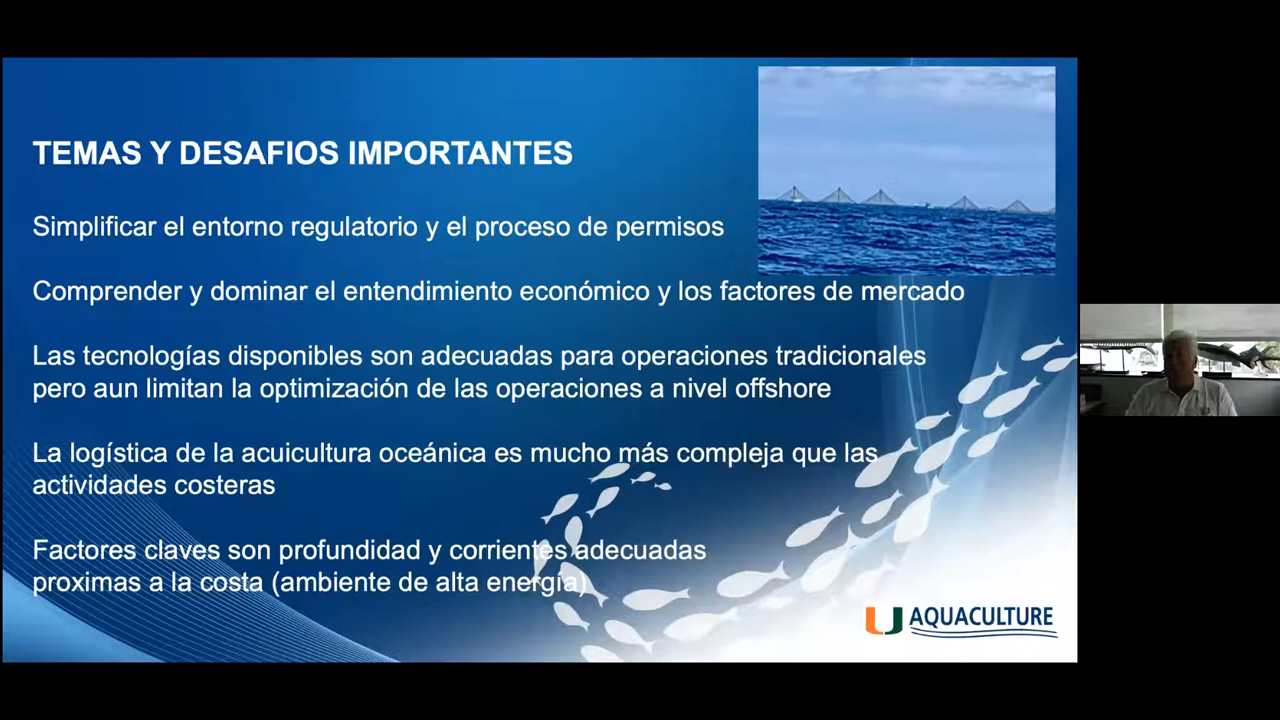 TEMAS Y DESAFIOS IMPORTANTES
Simplificar el entorno regulatorio y el proceso de permisos
Comprender y dominar el entendimiento económico y los factores de mercado
Las tecnologías disponibles son adecuadas para operaciones tradicionales
pero aun limitan la optimización de las operaciones a nivel offshore
La logística de la acuicultura oceánica es mucho más compleja que las
actividades costeras
Factores claves son profundidad y corrientes adecuadas
proximas a la costa (ambiente de alta energía)
U AQUACULTURE